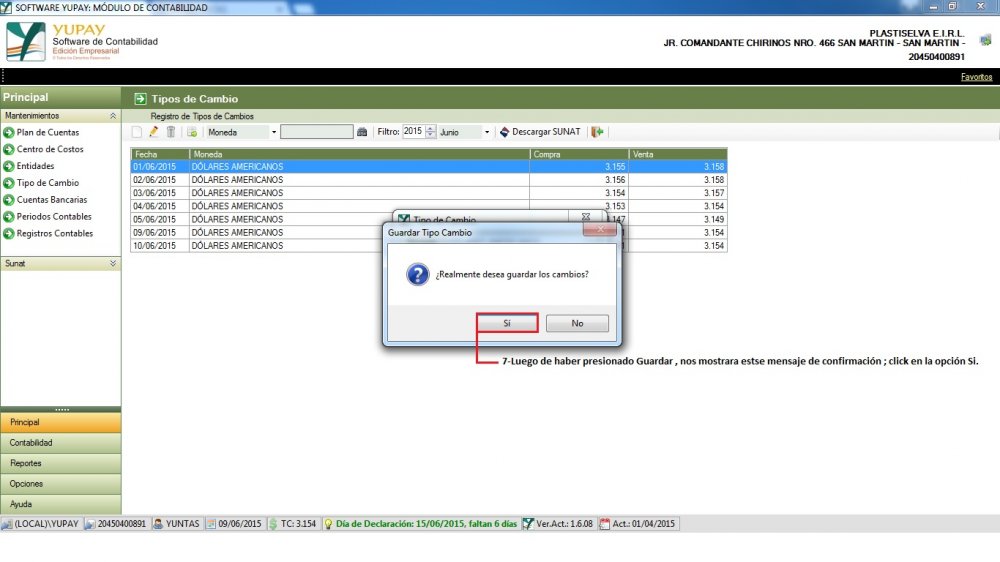 SOFTWARE YUPAY: MÓDULO DE CONTABILIDAD
YUPAY
Software de Contabilidad
Edición Empresarial
© Todos los Derechos Reservados
PLASTISELVA E.I.R.L.
JR. COMANDANTE CHIRINOS NRO. 466 SAN MARTIN - SAN MARTIN -
20450400891
Favoritos
Principal
Tipos de Cambio
Mantenimientos
Registro de Tipos de Cambios
Plan de Cuentas
Centro de Costos
Entidades
Tipo de Cambio
Cuentas Bancarias
Periodos Contables
Registros Contables
Sunat
Moneda Filtro: 2015 Junio Descargar SUNAT
Fecha Moneda Compra Venta
01/06/2015 DÓLARES AMERICANOS 3.155 3.158
02/06/2015 DÓLARES AMERICANOS 3.156 3.158
03/06/2015 DÓLARES AMERICANOS 3.154 3.157
04/06/2015 DÓLARES AMERICANOS 3.153 3.154
05/06/2015 DÓLARES AMERICANOS 3.149
09/06/2015 DÓLARES AMERICANOS 3.154
10/06/2015 DÓLARES AMERICANOS 3.154
Tipo de Cambio
Guardar Tipo Cambio
¿Realmente desea guardar los cambios?
Sí No
7-Luego de haber presionado Guardar , nos mostrara estse mensaje de confirmación ; click en la opción Si.
Principal
Contabilidad
Reportes
Opciones
Ayuda
(LOCAL)\YUPAY 20450400891 YUNTAS 09/06/2015 TC: 3.154 Día de Declaración: 15/06/2015, faltan 6 días Ver.Act.: 1.6.08 Act.: 01/04/2015